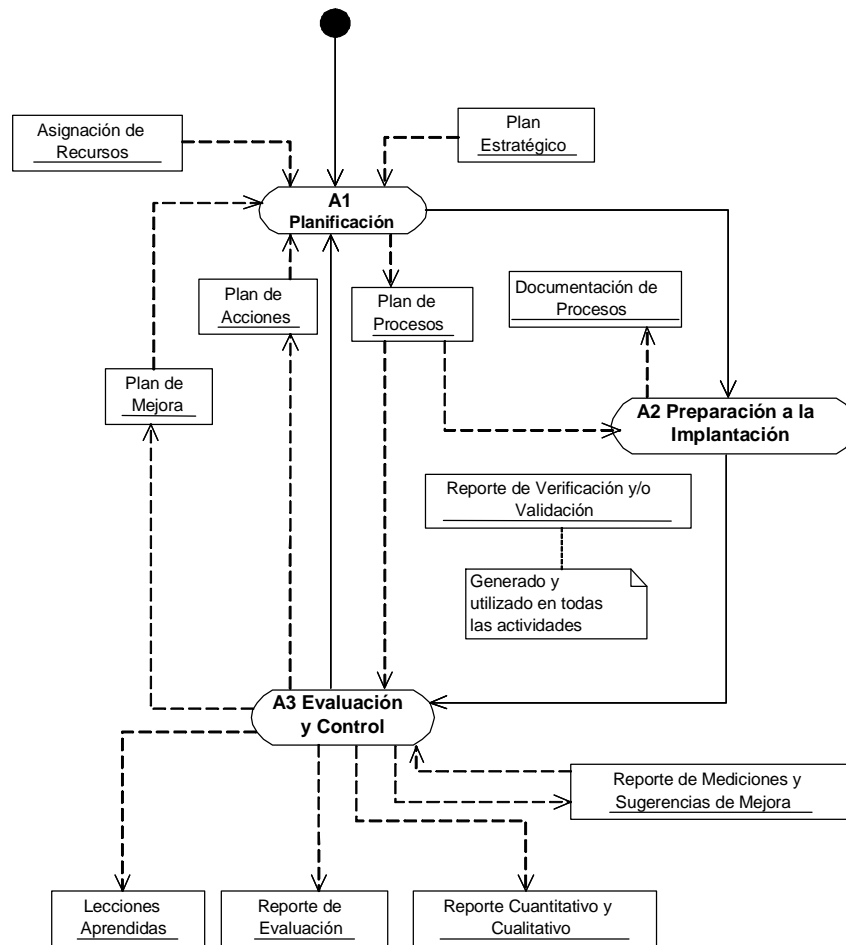 Asignación de
Recursos
Plan
Estratégico
A1
Planificación
Plan de
Acciones
Plan de
Procesos
Documentación de
Procesos
Plan de
Mejora
A2 Preparación a la
Implantación
Reporte de Verificación y/o
Validación
Generado y
utilizado en todas
las actividades
A3 Evaluación
y Control
Reporte de Mediciones y
Sugerencias de Mejora
Lecciones
Aprendidas
Reporte de
Evaluación
Reporte Cuantitativo y
Cualitativo